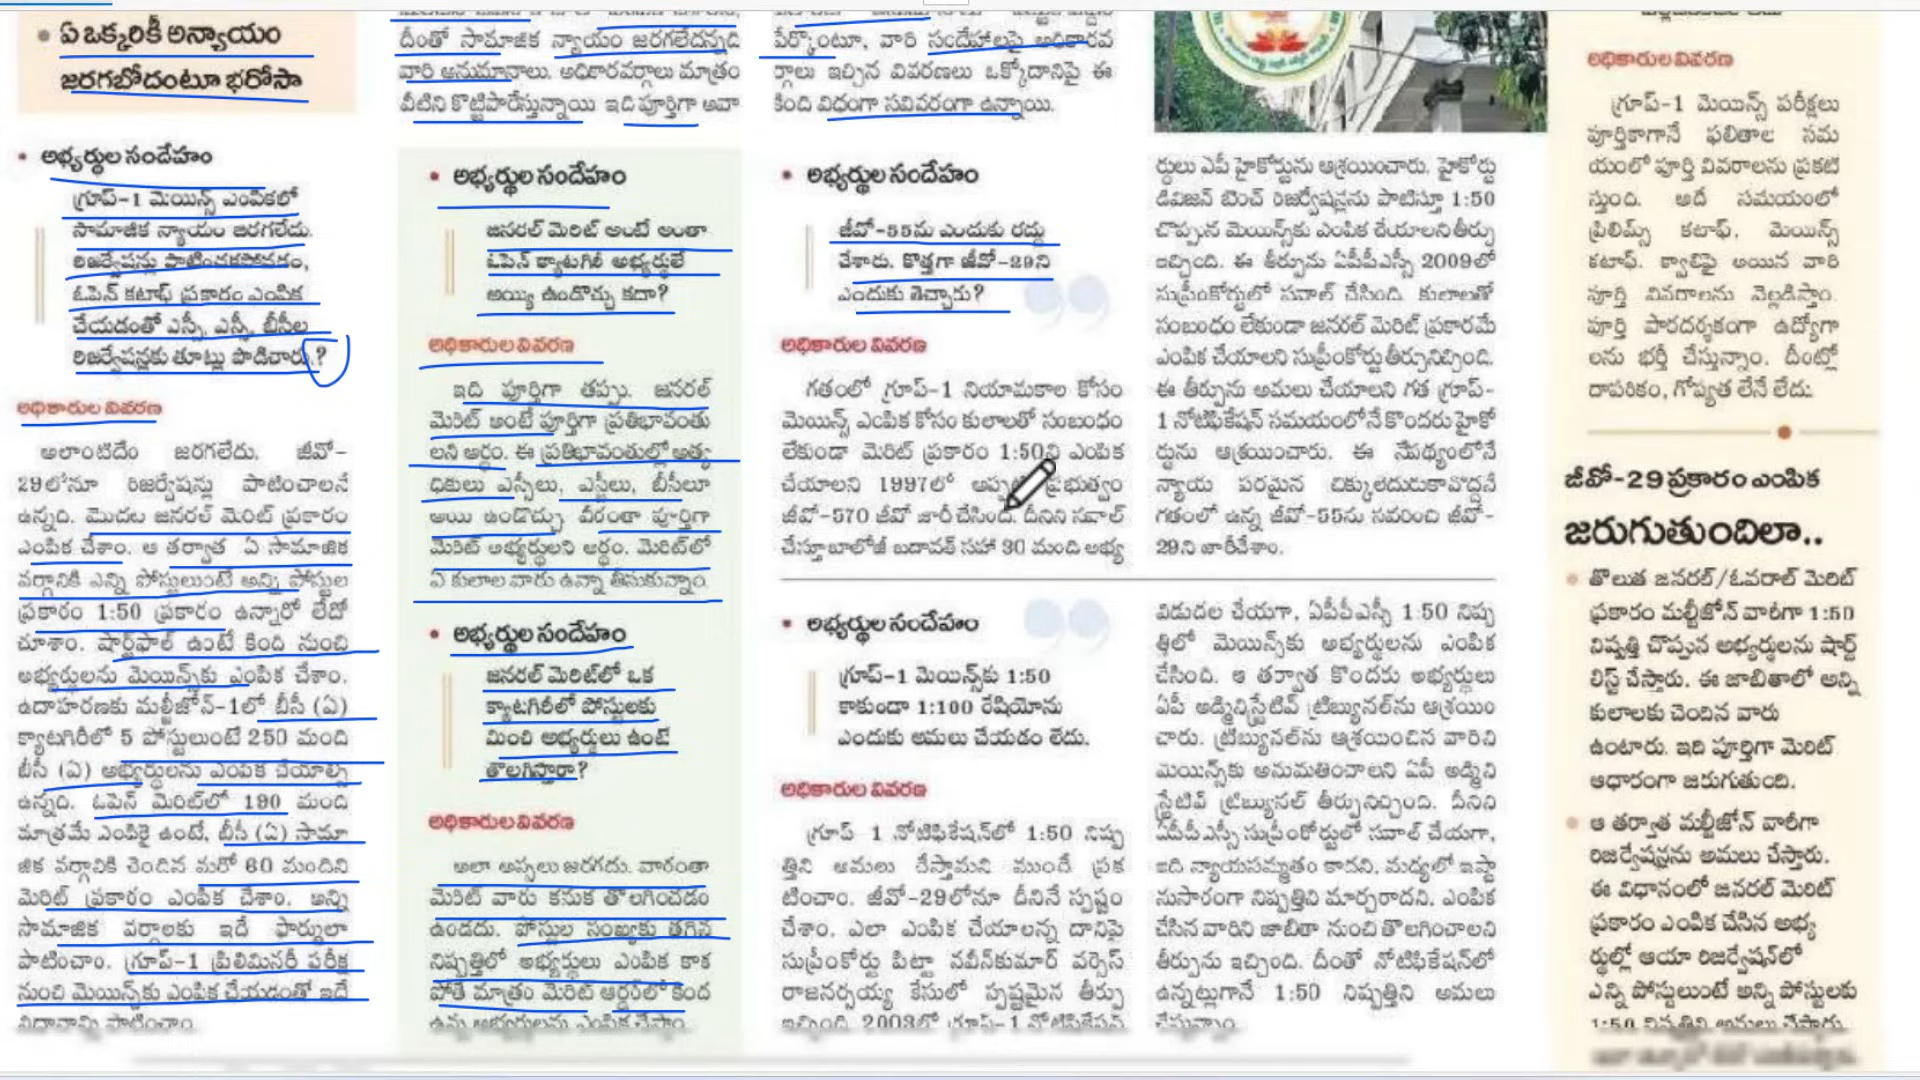 ఏ ఒక్కరికీ అన్యాయం
జరగబోదంటూ భరోసా
అభ్యర్థుల సందేహం
గ్రూప్-1 మెయిన్స్ ఎంపికలో
సామాజిక న్యాయం జరగలేదు.
రిజర్వేషన్లు పాటించకపోవడం,
ఓపెన్ కటాఫ్ ప్రకారం ఎంపిక
చేయడంతో ఎస్సీ, ఎస్టీ, బీసీల
రిజర్వేషన్లకు తూట్లు పొడిచారు.?
అధికారుల వివరణ
అలాంటిదేం జరగలేదు. జీవో-
29లోనూ రిజర్వేషన్లు పాటించాలనే
ఉన్నది. మొదట జనరల్ మెరిట్ ప్రకారం
ఎంపిక చేశాం. ఆ తర్వాత ఏ సామాజిక
వర్గానికి ఎన్ని పోస్టులుంటే అన్ని పోస్టుల
ప్రకారం 1:50 ప్రకారం ఉన్నారో లేదో
చూశాం. షార్ట్‌ఫాల్ ఉంటే కింది నుంచి
అభ్యర్థులను మెయిన్స్‌కు ఎంపిక చేశాం.
ఉదాహరణకు మల్టీజోన్-1లో బీసీ (ఏ)
క్యాటగిరీలో 5 పోస్టులుంటే 250 మంది
బీసీ (ఏ) అభ్యర్థులను ఎంపిక చేయాల్సి
ఉన్నది. ఓపెన్ మెరిట్‌లో 190 మంది
మాత్రమే ఎంపికై ఉంటే, బీసీ (ఏ) సామా
జిక వర్గానికి చెందిన మరో 60 మందిని
మెరిట్ ప్రకారం ఎంపిక చేశాం. అన్ని
సామాజిక వర్గాలకు ఇదే ఫార్ములా
పాటించాం. గ్రూప్-1 ప్రిలిమినరీ పరీక్ష
నుంచి మెయిన్స్‌కు ఎంపిక చేయడంతో ఇదే
విధానాన్ని పాటించాం.
దీంతో సామాజిక న్యాయం జరగలేదన్నది
వారి అనుమానాలు. అధికారవర్గాలు మాత్రం
వీటిని కొట్టిపారేస్తున్నాయి ఇది పూర్తిగా అవా
అభ్యర్థుల సందేహం
జనరల్ మెరిట్ అంటే అంతా
ఓపెన్ క్యాటగిరీ అభ్యర్థులే
అయ్యి ఉండొచ్చు కదా?
అధికారుల వివరణ
ఇది పూర్తిగా తప్పు. జనరల్
మెరిట్ అంటే పూర్తిగా ప్రతిభావంతు
లని అర్థం. ఈ ప్రతిభావంతుల్లో అత్య
ధికులు ఎస్సీలు, ఎస్టీలు, బీసీలూ
అయి ఉండొచ్చు వీరంతా పూర్తిగా
మెరిట్ అభ్యర్థులని అర్థం. మెరిట్‌లో
ఏ కులాల వారు ఉన్నా తీసుకున్నాం.
అభ్యర్థుల సందేహం
జనరల్ మెరిట్‌లో ఒక
క్యాటగిరీలో పోస్టులకు
మించి అభ్యర్థులు ఉంటే
తొలగిస్తారా?
అధికారుల వివరణ
అలా అస్సలు జరగదు. వారంతా
మెరిట్ వారు కనుక తొలగించడం
ఉండదు. పోస్టుల సంఖ్యకు తగిన
నిష్పత్తిలో అభ్యర్థులు ఎంపిక కాక
పోతే మాత్రం మెరిట్ ఆర్డర్‌లో కింద
ఉన్న అభ్యర్థులను ఎంపిక చేస్తాం.
పేర్కొంటూ, వారి సందేహాలపై అధికారవ
ర్గాలు ఇచ్చిన వివరణలు ఒక్కోదానిపై ఈ
కింది విధంగా సవివరంగా ఉన్నాయి.
అభ్యర్థుల సందేహం
జీవో-55ను ఎందుకు రద్దు
చేశారు. కొత్తగా జీవో-29ని
ఎందుకు తెచ్చారు?
అధికారుల వివరణ
గతంలో గ్రూప్-1 నియామకాల కోసం
మెయిన్స్ ఎంపిక కోసం కులాలతో సంబంధం
లేకుండా మెరిట్ ప్రకారం 1:50ని ఎంపిక
చేయాలని 1997లో అప్పటి ప్రభుత్వం
జీవో-570 జీవో జారీ చేసింది. దీనిని సవాల్
చేస్తూ బాలోజీ బదావత్ సహా 30 మంది అభ్య
ర్థులు ఏపీ హైకోర్టును ఆశ్రయించారు. హైకోర్టు
డివిజన్ బెంచ్ రిజర్వేషన్లను పాటిస్తూ 1:50
చొప్పున మెయిన్స్‌కు ఎంపిక చేయాలని తీర్పు
ఇచ్చింది. ఈ తీర్పును ఏపీపీఎస్సీ 2009లో
సుప్రీంకోర్టులో సవాల్ చేసింది. కులాలతో
సంబంధం లేకుండా జనరల్ మెరిట్ ప్రకారమే
ఎంపిక చేయాలని సుప్రీంకోర్టు తీర్పునిచ్చింది.
ఈ తీర్పును అమలు చేయాలని గత గ్రూప్-
1 నోటిఫికేషన్ సమయంలోనే కొందరు హైకో
ర్టును ఆశ్రయించారు. ఈ నేపథ్యంలోనే
న్యాయ పరమైన చిక్కులెదురుకావొద్దనే
గతంలో ఉన్న జీవో-55ను సవరించి జీవో-
29ని జారీచేశాం.
అభ్యర్థుల సందేహం
గ్రూప్-1 మెయిన్స్‌కు 1:50
కాకుండా 1:100 రేషియోను
ఎందుకు అమలు చేయడం లేదు.
అధికారుల వివరణ
గ్రూప్ 1 నోటిఫికేషన్‌లో 1:50 నిష్ప
త్తిని అమలు చేస్తామని ముందే ప్రక
టించాం. జీవో-29లోనూ దీనినే స్పష్టం
చేశాం. ఎలా ఎంపిక చేయాలన్న దానిపై
సుప్రీంకోర్టు పిట్టా నవీన్‌కుమార్ వర్సెస్
రాజనర్సయ్య కేసులో స్పష్టమైన తీర్పు
ఇచ్చింది. 2008లో గ్రూప్-1 నోటిఫికేషన్
విడుదల చేయగా, ఏపీపీఎస్సీ 1:50 నిష్ప
త్తిలో మెయిన్స్‌కు అభ్యర్థులను ఎంపిక
చేసింది. ఆ తర్వాత కొందరు అభ్యర్థులు
ఏపీ అడ్మినిస్ట్రేటివ్ ట్రిబ్యునల్‌ను ఆశ్రయిం
చారు. ట్రిబ్యునల్‌ను ఆశ్రయించిన వారిని
మెయిన్స్‌కు అనుమతించాలని ఏపీ అడ్మిని
స్ట్రేటివ్ ట్రిబ్యునల్ తీర్పునిచ్చింది. దీనిని
ఏపీపీఎస్సీ సుప్రీంకోర్టులో సవాల్ చేయగా,
ఇది న్యాయసమ్మతం కాదని, మధ్యలో ఇష్టా
నుసారంగా నిష్పత్తిని మార్చరాదని, ఎంపిక
చేసిన వారిని జాబితా నుంచి తొలగించాలని
తీర్పును ఇచ్చింది. దీంతో నోటిఫికేషన్‌లో
ఉన్నట్లుగానే 1:50 నిష్పత్తిని అమలు
చేస్తున్నాం.
అధికారుల వివరణ
గ్రూప్-1 మెయిన్స్ పరీక్షలు
పూర్తికాగానే ఫలితాల సమ
యంలో పూర్తి వివరాలను ప్రకటి
స్తుంది. అదే సమయంలో
ప్రిలిమ్స్ కటాఫ్, మెయిన్స్
కటాఫ్. క్వాలిఫై అయిన వారి
పూర్తి వివరాలను వెల్లడిస్తాం.
పూర్తి పారదర్శకంగా ఉద్యోగా
లను భర్తీ చేస్తున్నాం. దీంట్లో
దాపరికం, గోప్యత లేనే లేదు.
జీవో-29 ప్రకారం ఎంపిక
జరుగుతుందిలా..
తొలుత జనరల్/ఓవరాల్ మెరిట్
ప్రకారం మల్టీజోన్ వారీగా 1:50
నిష్పత్తి చొప్పున అభ్యర్థులను షార్ట్
లిస్ట్ చేస్తారు. ఈ జాబితాలో అన్ని
కులాలకు చెందిన వారు
ఉంటారు. ఇది పూర్తిగా మెరిట్
ఆధారంగా జరుగుతుంది.
ఆ తర్వాత మల్టీజోన్ వారీగా
రిజర్వేషన్లను అమలు చేస్తారు.
ఈ విధానంలో జనరల్ మెరిట్
ప్రకారం ఎంపిక చేసిన అభ్య
ర్థుల్లో ఆయా రిజర్వేషన్‌లో
ఎన్ని పోస్టులుంటే అన్ని పోస్టులకు
1:50 నిష్పత్తిని అమలు చేస్తారు.